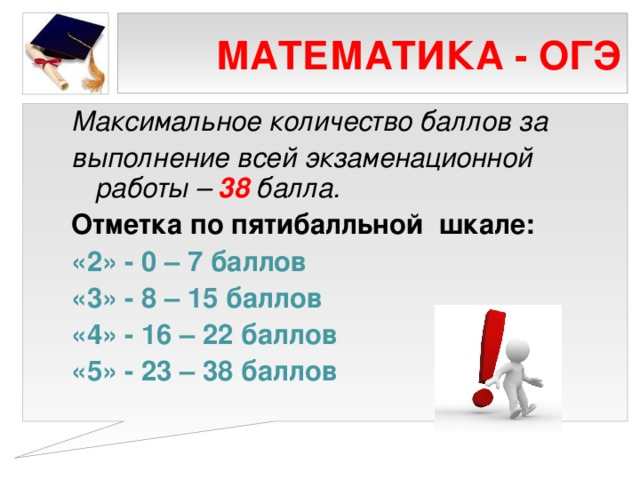 МАТЕМАТИКА - ОГЭ
Максимальное количество баллов за
выполнение всей экзаменационной
работы – 38 балла.
Отметка по пятибалльной шкале:
«2» - 0 – 7 баллов
«3» - 8 – 15 баллов
«4» - 16 – 22 баллов
«5» - 23 – 38 баллов